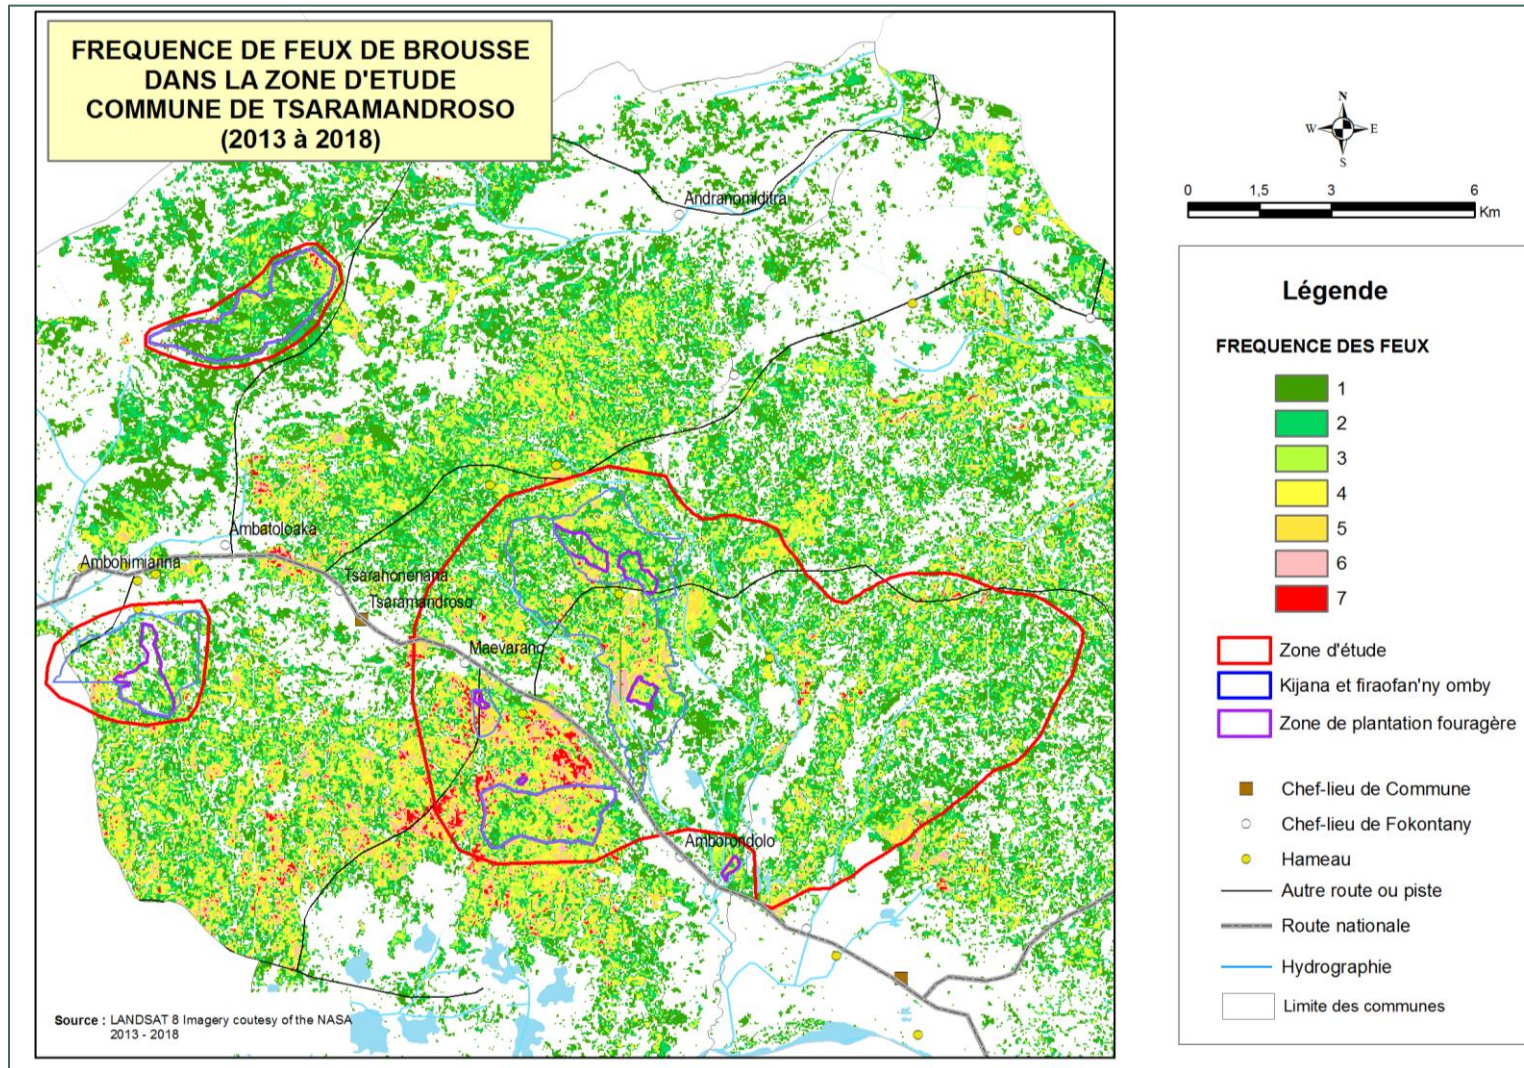 FREQUENCE DE FEUX DE BROUSSE
DANS LA ZONE D'ETUDE
COMMUNE DE TSARAMANDROSO
(2013 à 2018)
Andranomiditra
Ambatoloaka
Ambohimiarina
Tsarahonenana
Tsaramandroso
Maevarano
Amborondolo
Source : LANDSAT 8 Imagery coutesy of the NASA
2013 - 2018
N
W E
S
0 1,5 3 6
Km
Légende
FREQUENCE DES FEUX
1
2
3
4
5
6
7
Zone d'étude
Kijana et firaofan'ny omby
Zone de plantation fouragère
Chef-lieu de Commune
Chef-lieu de Fokontany
Hameau
Autre route ou piste
Route nationale
Hydrographie
Limite des communes